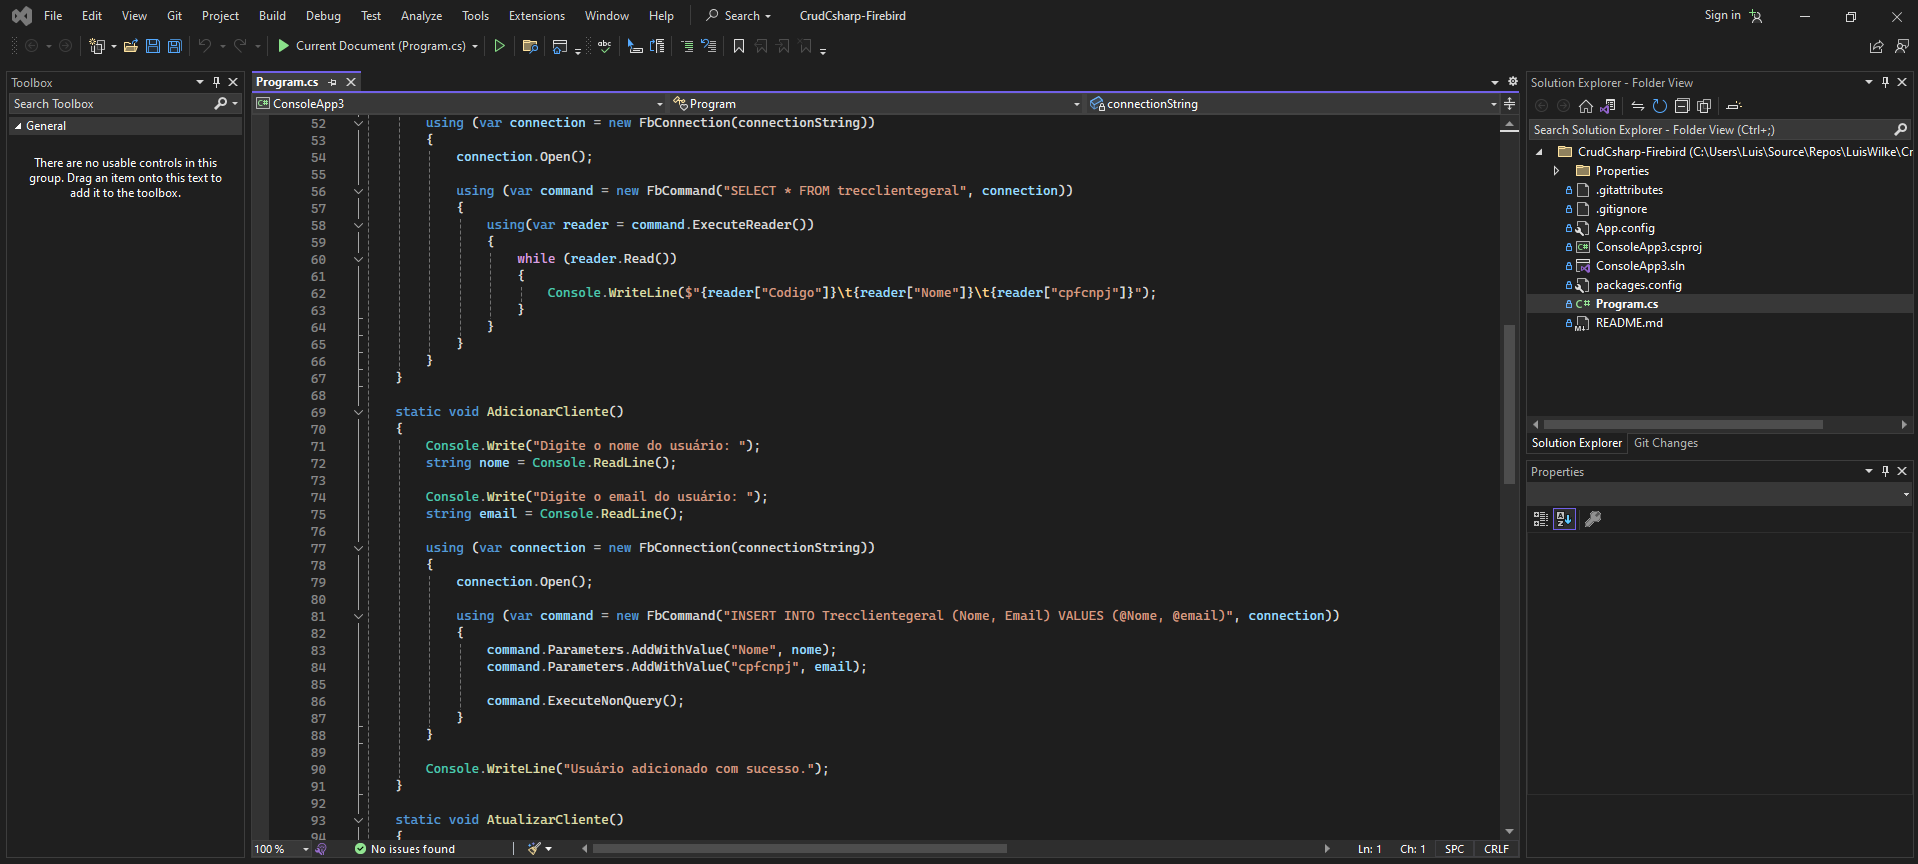 File Edit View Git Project Build Debug Test Analyze Tools Extensions Window Help Search CrudCsharp-Firebird Sign in
Current Document (Program.cs)
Toolbox
Search Toolbox
General
There are no usable controls in this
group. Drag an item onto this text to
add it to the toolbox.
Program.cs
ConsoleApp3 Program connectionString
52 using (var connection = new FbConnection(connectionString))
53 {
54 connection.Open();
55
56 using (var command = new FbCommand("SELECT * FROM trecclientegeral", connection))
57 {
58 using(var reader = command.ExecuteReader())
59 {
60 while (reader.Read())
61 {
62 Console.WriteLine($"{reader["Codigo"]}\t{reader["Nome"]}\t{reader["cpfcnpj"]}");
63 }
64 }
65 }
66 }
67 }
68
69 static void AdicionarCliente()
70 {
71 Console.Write("Digite o nome do usuário: ");
72 string nome = Console.ReadLine();
73
74 Console.Write("Digite o email do usuário: ");
75 string email = Console.ReadLine();
76
77 using (var connection = new FbConnection(connectionString))
78 {
79 connection.Open();
80
81 using (var command = new FbCommand("INSERT INTO Trecclientegeral (Nome, Email) VALUES (@Nome, @email)", connection))
82 {
83 command.Parameters.AddWithValue("Nome", nome);
84 command.Parameters.AddWithValue("cpfcnpj", email);
85
86 command.ExecuteNonQuery();
87 }
88 }
89
90 Console.WriteLine("Usuário adicionado com sucesso.");
91 }
92
93 static void AtualizarCliente()
94 {
100 % No issues found Ln: 1 Ch: 1 SPC CRLF
Solution Explorer - Folder View
Search Solution Explorer - Folder View (Ctrl+;)
CrudCsharp-Firebird (C:\Users\Luis\Source\Repos\LuisWilke\Cr
Properties
.gitattributes
.gitignore
App.config
ConsoleApp3.csproj
ConsoleApp3.sln
packages.config
C# Program.cs
README.md
Solution Explorer Git Changes
Properties